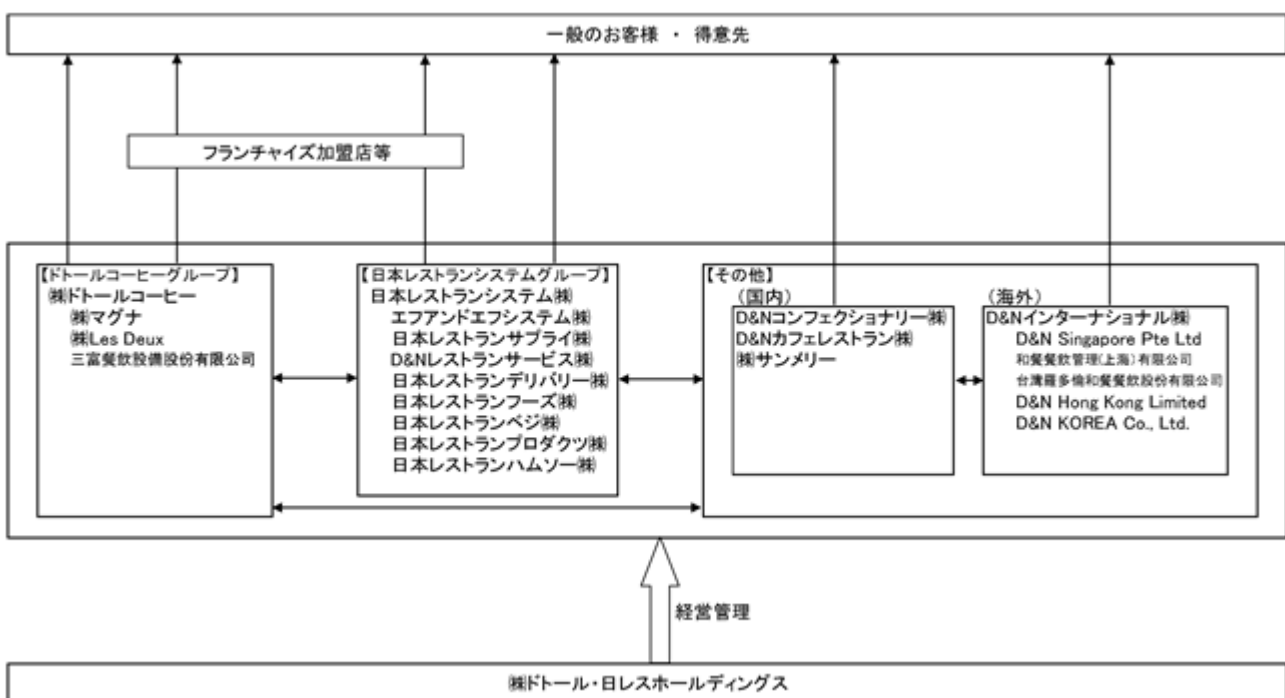 一般のお客様 ・ 得意先
フランチャイズ加盟店等
【ドトールコーヒーグループ】
㈱ドトールコーヒー
㈱マグナ
㈱Les Deux
三富餐飲設備股份有限公司
【日本レストランシステムグループ】
日本レストランシステム㈱
エフアンドエフシステム㈱
日本レストランサプライ㈱
D&Nレストランサービス㈱
日本レストランデリバリー㈱
日本レストランフーズ㈱
日本レストランベジ㈱
日本レストランプロダクツ㈱
日本レストランハムソー㈱
【その他】
(国内)
D&Nコンフェクショナリー㈱
D&Nカフェレストラン㈱
㈱サンメリー
(海外)
D&Nインターナショナル㈱
D&N Singapore Pte Ltd
和餐餐飲管理(上海)有限公司
台灣羅多倫和餐餐飲股份有限公司
D&N Hong Kong Limited
D&N KOREA Co., Ltd.
経営管理
㈱ドトール・日レスホールディングス